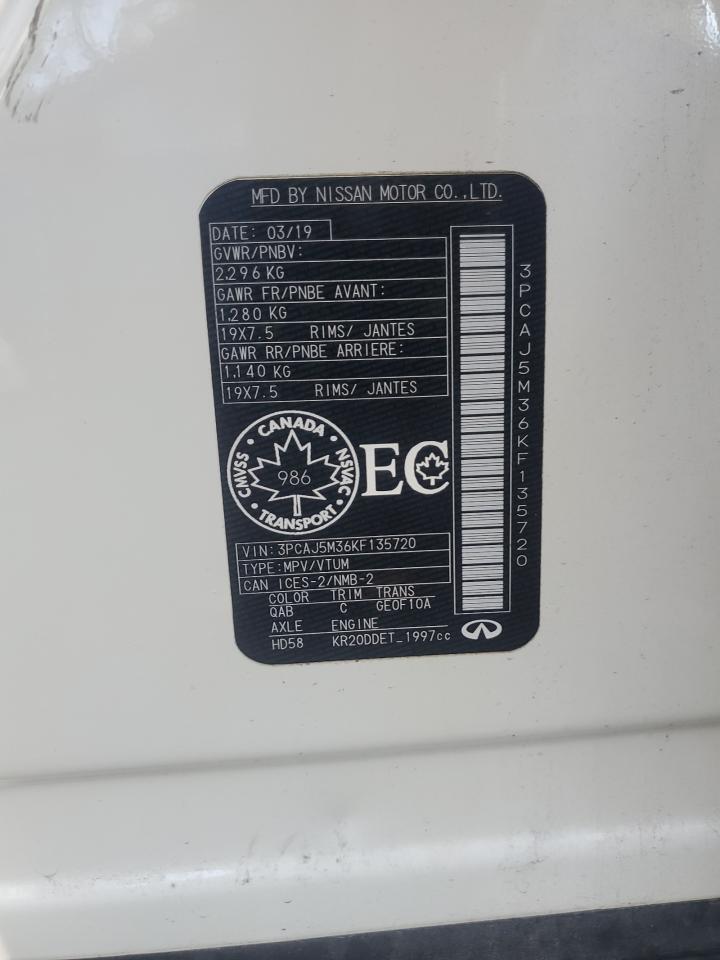 MFD BY NISSAN MOTOR CO.,LTD.
DATE: 03/19
GVWR/PNBV:
2,296 KG
GAWR FR/PNBE AVANT:
1,280 KG
19X7.5 RIMS/ JANTES
GAWR RR/PNBE ARRIERE:
1,140 KG
19X7.5 RIMS/ JANTES
CANADA
CMVSS
NSVAC
986
TRANSPORT
EC
VIN: 3PCAJ5M36KF135720
TYPE: MPV/VTUM
CAN ICES-2/NMB-2
COLOR TRIM TRANS
QAB C GE0F10A
AXLE ENGINE
HD58 KR20DDET_1997cc
3PCAJ5M36KF135720